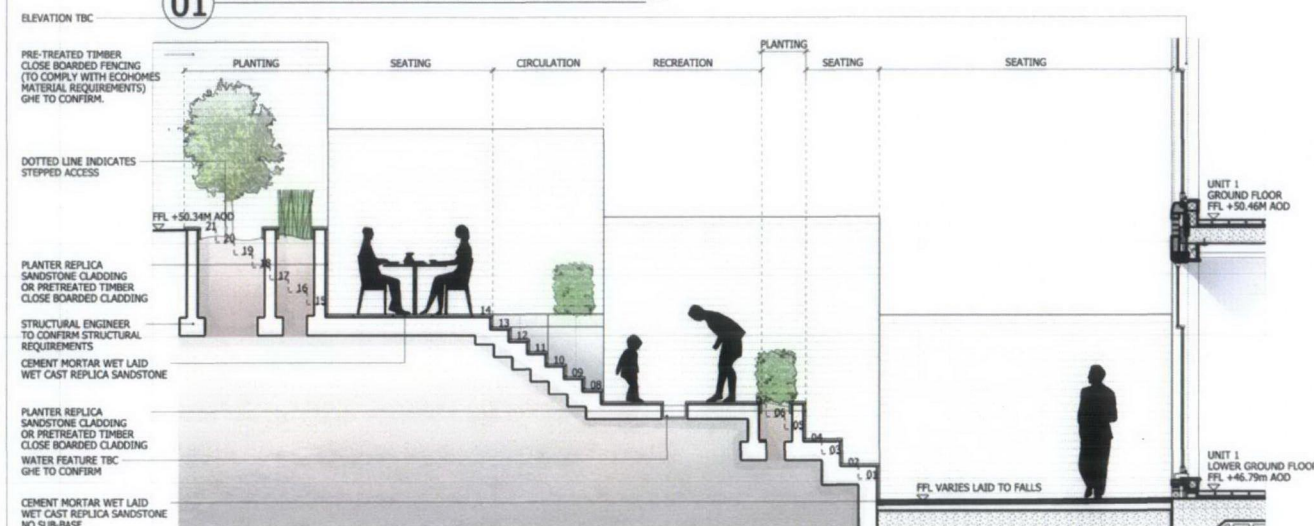 01
ELEVATION TBC
PRE-TREATED TIMBER
CLOSE BOARDED FENCING
(TO COMPLY WITH ECOHOMES
MATERIAL REQUIREMENTS)
GHE TO CONFIRM.
PLANTING
SEATING
CIRCULATION
RECREATION
PLANTING
SEATING
SEATING
DOTTED LINE INDICATES
STEPPED ACCESS
FFL +50.34M AOD
UNIT 1
GROUND FLOOR
FFL +50.46M AOD
21
20
19
18
17
16
15
PLANTER REPLICA
SANDSTONE CLADDING
OR PRETREATED TIMBER
CLOSE BOARDED CLADDING
STRUCTURAL ENGINEER
TO CONFIRM STRUCTURAL
REQUIREMENTS
CEMENT MORTAR WET LAID
WET CAST REPLICA SANDSTONE
14
13
12
11
10
09
08
PLANTER REPLICA
SANDSTONE CLADDING
OR PRETREATED TIMBER
CLOSE BOARDED CLADDING
06
05
04
03
02
01
WATER FEATURE TBC
GHE TO CONFIRM
FFL VARIES LAID TO FALLS
UNIT 1
LOWER GROUND FLOOR
FFL +46.79m AOD
CEMENT MORTAR WET LAID
WET CAST REPLICA SANDSTONE
NO SUB-BASE